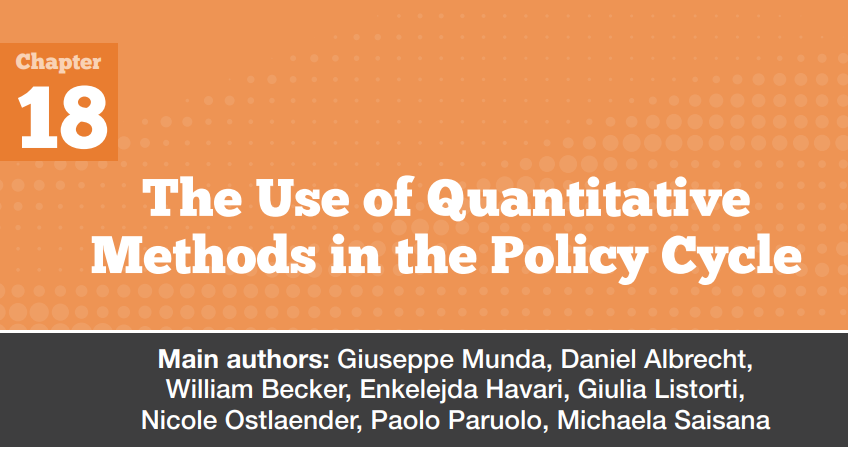 Chapter
18
The Use of Quantitative
Methods in the Policy Cycle
Main authors: Giuseppe Munda, Daniel Albrecht,
William Becker, Enkelejda Havari, Giulia Listorti,
Nicole Ostlaender, Paolo Paruolo, Michaela Saisana